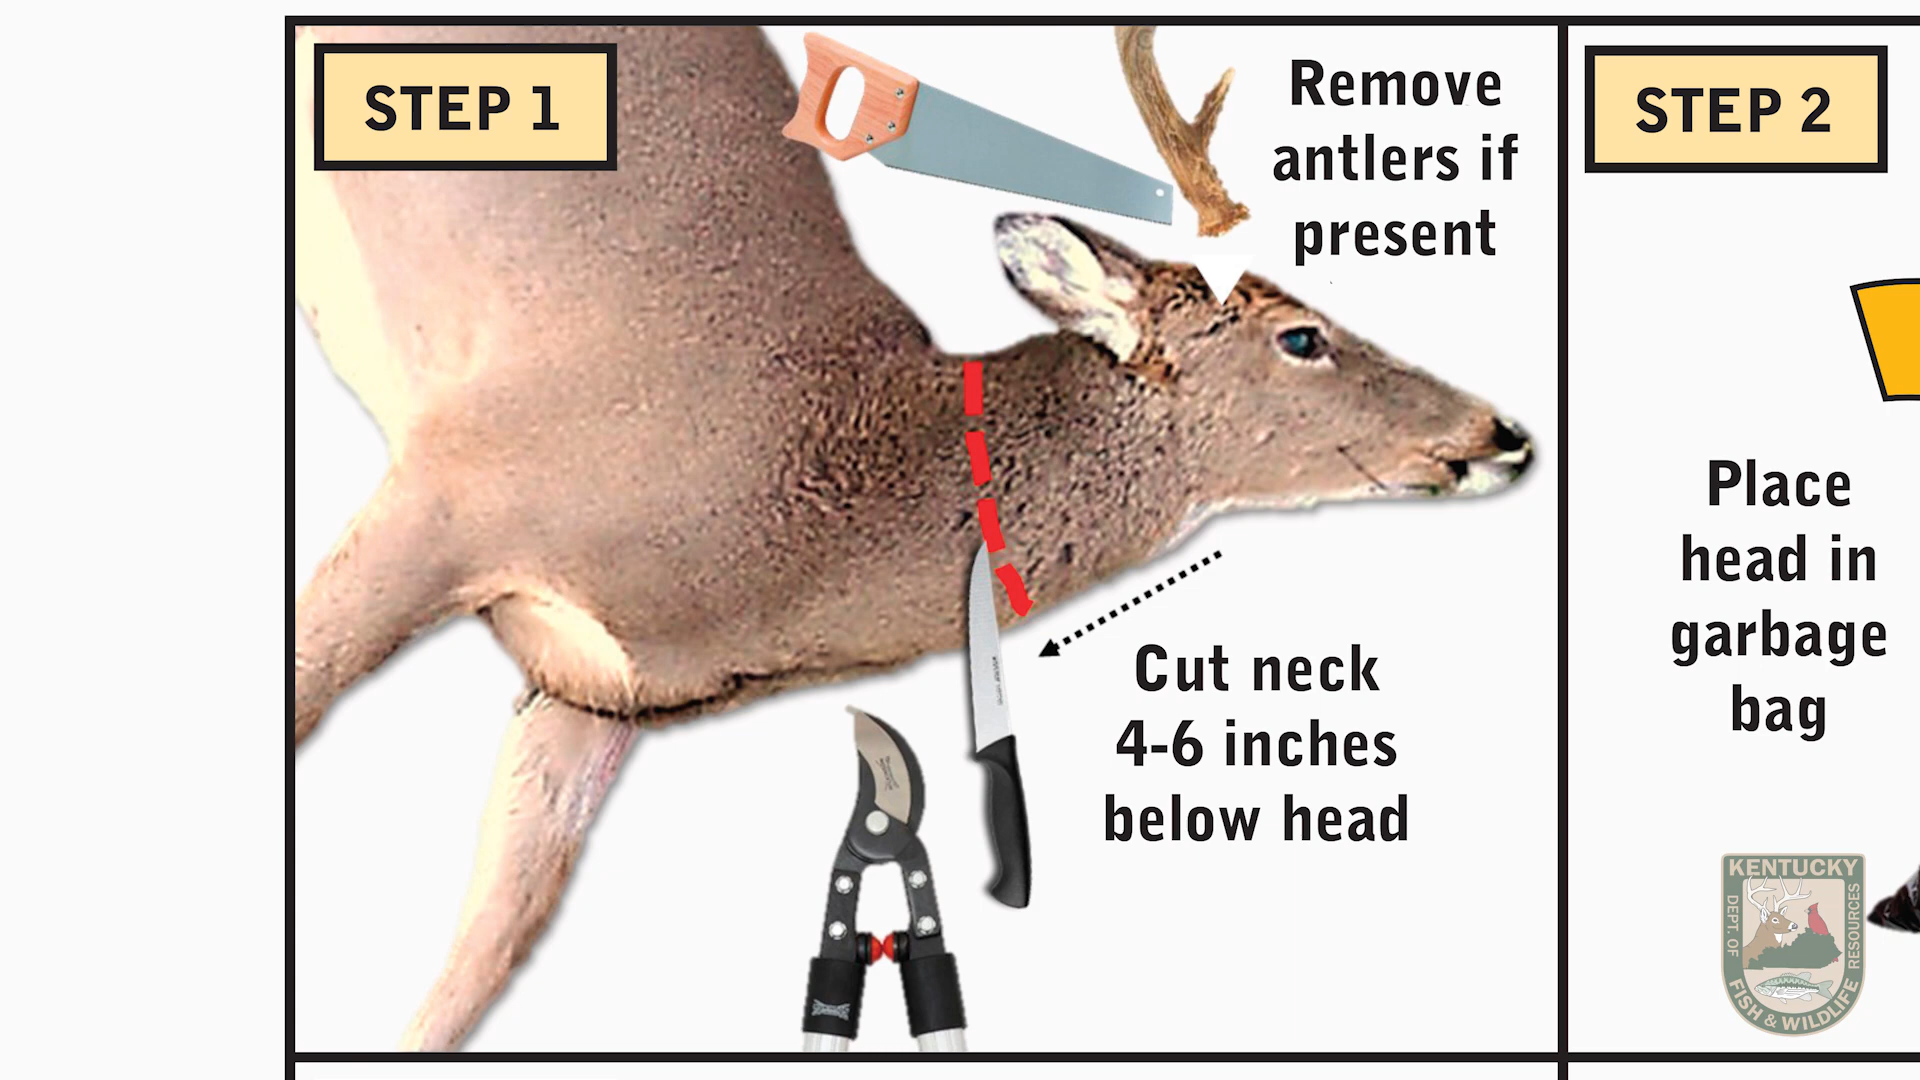 STEP 1
Remove
antlers if
present
Cut neck
4-6 inches
below head
STEP 2
Place
head in
garbage
bag
KENTUCKY
DEPT. OF
FISH & WILDLIFE
RESOURCES